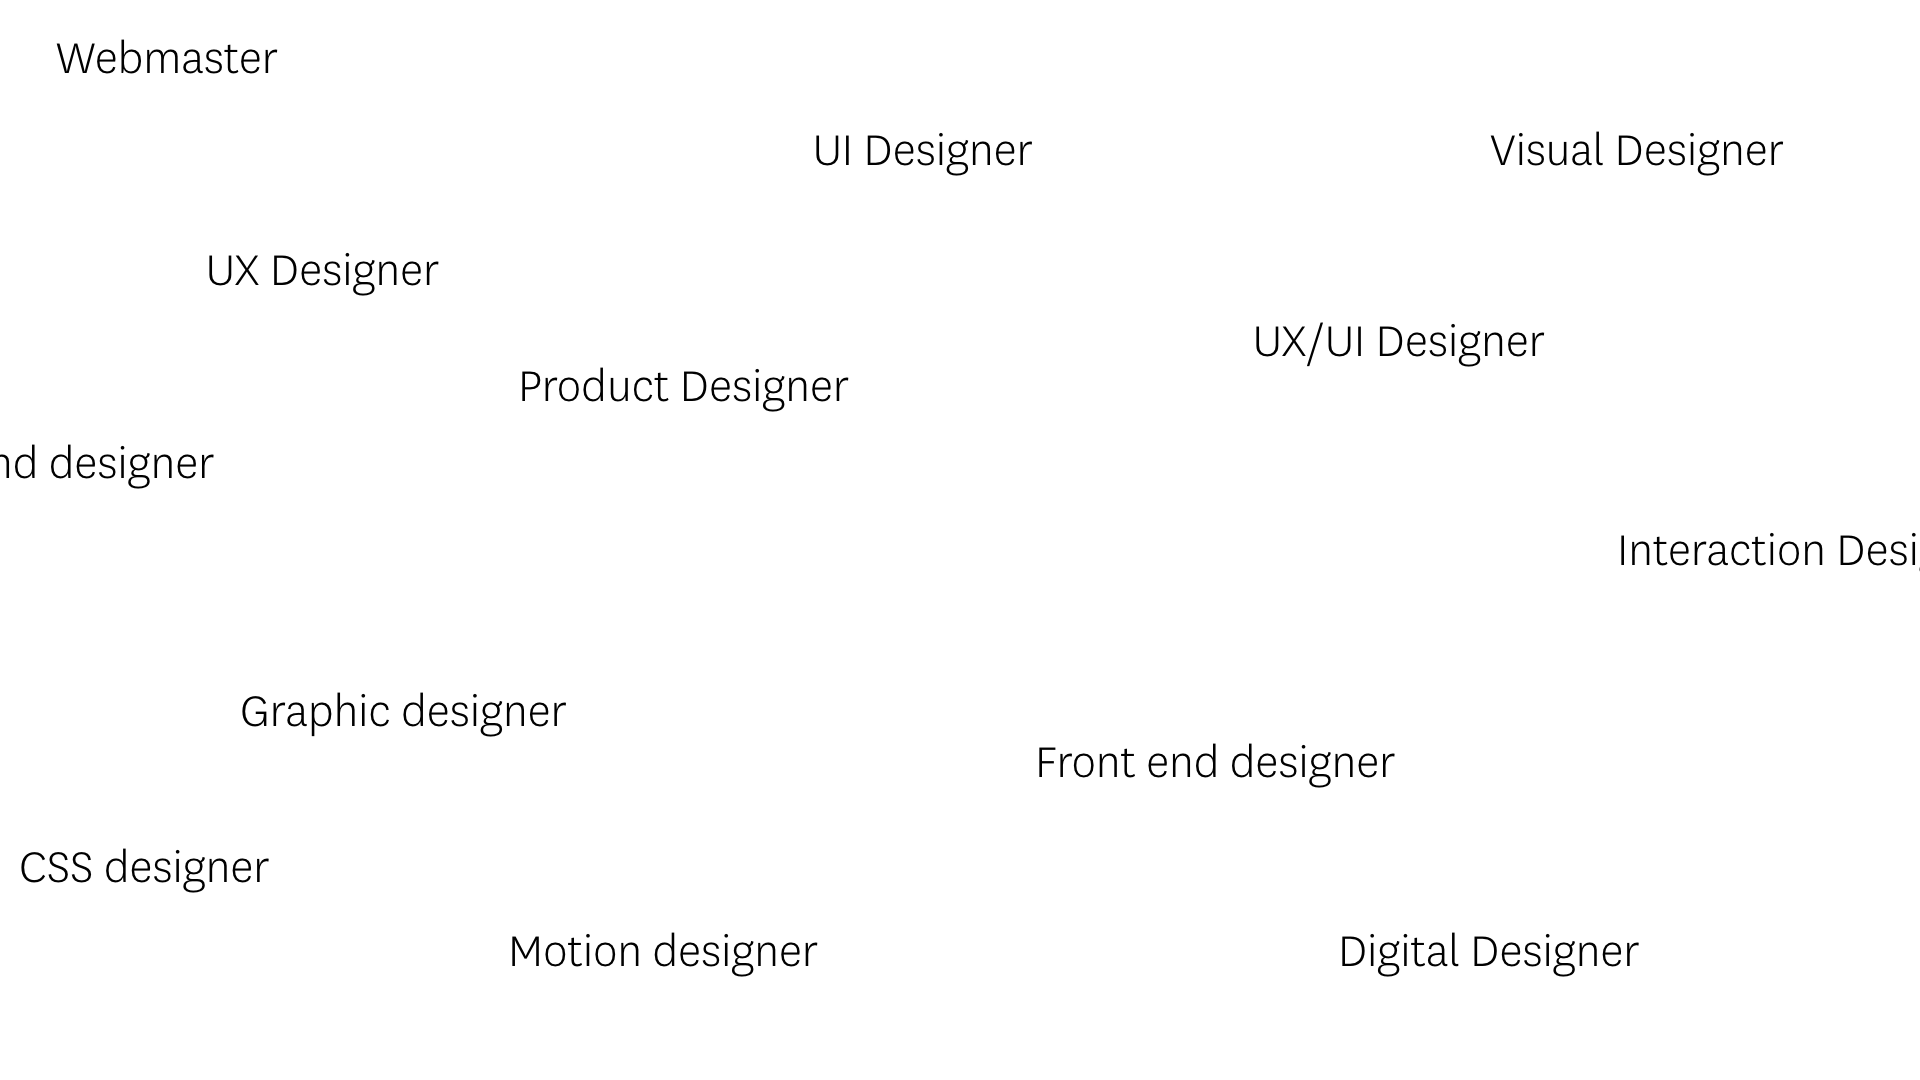 Webmaster
UI Designer
Visual Designer
UX Designer
UX/UI Designer
Product Designer
nd designer
Interaction Desig
Graphic designer
Front end designer
CSS designer
Motion designer
Digital Designer